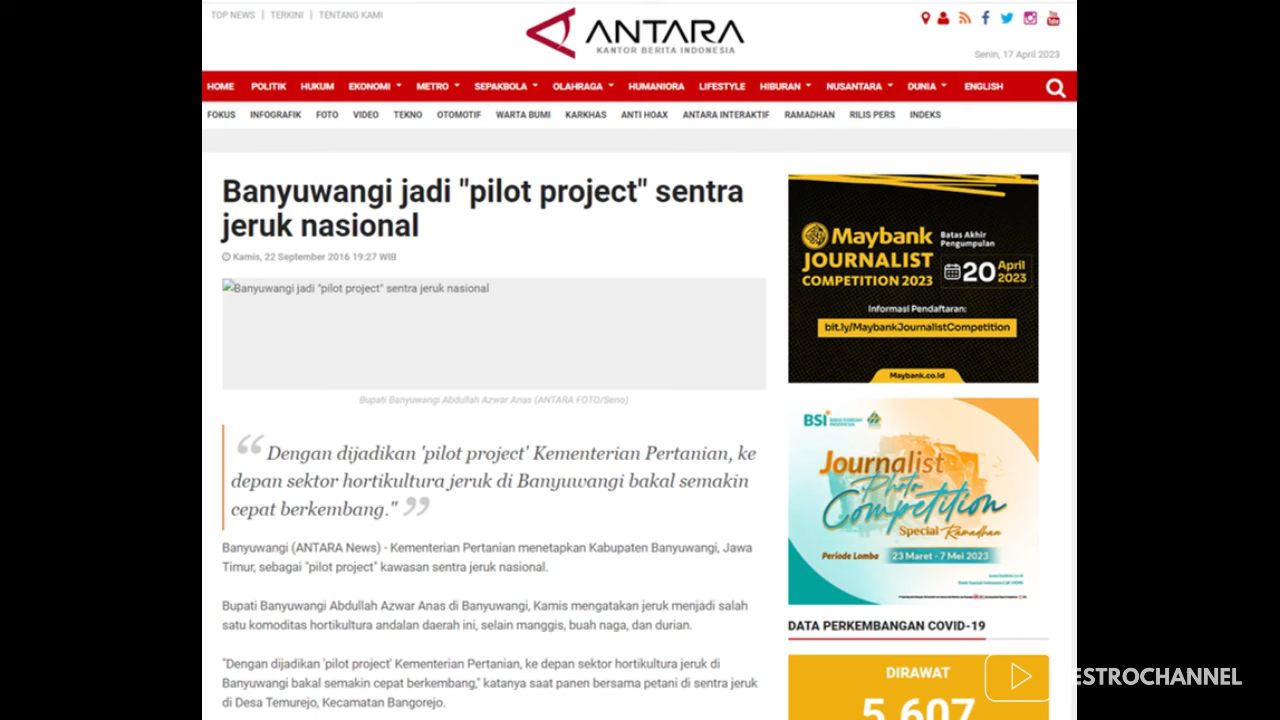 TOP NEWS | TERKINI | TENTANG KAMI
ANTARA
KANTOR BERITA INDONESIA
Senin, 17 April 2023
HOME POLITIK HUKUM EKONOMI METRO SEPAKBOLA OLAHRAGA HUMANIORA LIFESTYLE HIBURAN NUSANTARA DUNIA ENGLISH
FOKUS INFOGRAFIK FOTO VIDEO TEKNO OTOMOTIF WARTA BUMI KARKHAS ANTI HOAX ANTARA INTERAKTIF RAMADHAN RILIS PERS INDEKS
Banyuwangi jadi "pilot project" sentra
jeruk nasional
Kamis, 22 September 2016 19:27 WIB
Banyuwangi jadi "pilot project" sentra jeruk nasional
Bupati Banyuwangi Abdullah Azwar Anas (ANTARA FOTO/Seno)
“ Dengan dijadikan 'pilot project' Kementerian Pertanian, ke
depan sektor hortikultura jeruk di Banyuwangi bakal semakin
cepat berkembang." ”
Banyuwangi (ANTARA News) - Kementerian Pertanian menetapkan Kabupaten Banyuwangi, Jawa
Timur, sebagai "pilot project" kawasan sentra jeruk nasional.
Bupati Banyuwangi Abdullah Azwar Anas di Banyuwangi, Kamis mengatakan jeruk menjadi salah
satu komoditas hortikultura andalan daerah ini, selain manggis, buah naga, dan durian.
"Dengan dijadikan 'pilot project' Kementerian Pertanian, ke depan sektor hortikultura jeruk di
Banyuwangi bakal semakin cepat berkembang," katanya saat panen bersama petani di sentra jeruk
di Desa Temurejo, Kecamatan Bangorejo.
Maybank
JOURNALIST
COMPETITION 2023
Batas Akhir
Pengumpulan
20 April
2023
Informasi Pendaftaran:
bit.ly/MaybankJournalistCompetition
Maybank.co.id
BSI
Journalist
Photo
Competition
Special Ramadhan
Periode Lomba 23 Maret - 7 Mei 2023
DATA PERKEMBANGAN COVID-19
DIRAWAT
5.607
ESTROCHANNEL